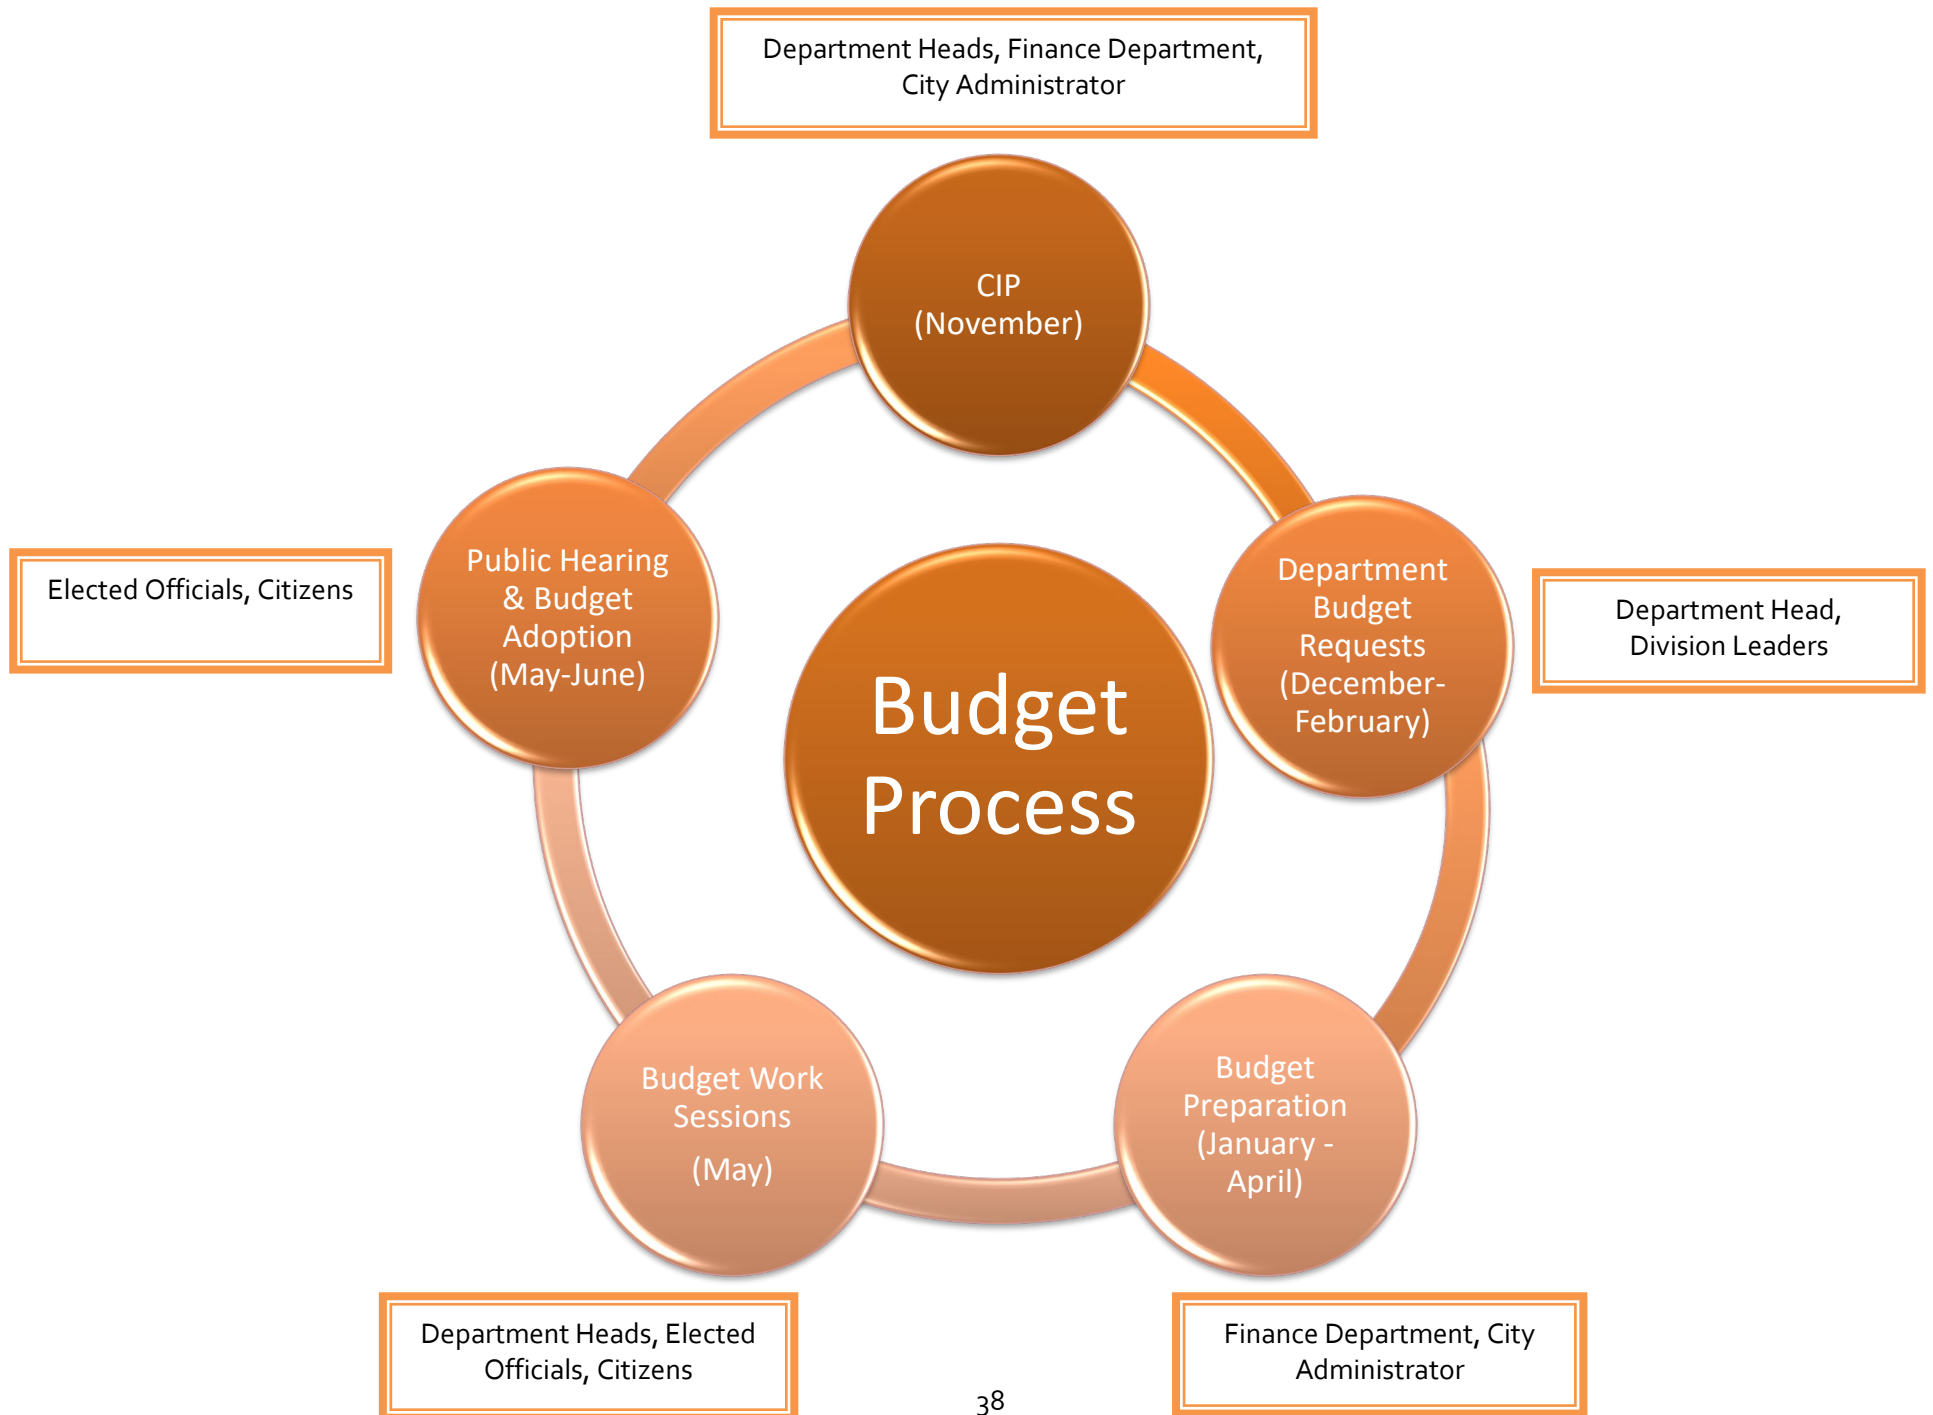 Department Heads, Finance Department,
City Administrator
CIP
(November)
Public Hearing
& Budget
Adoption
(May-June)
Elected Officials, Citizens
Department
Budget
Requests
(December-
February)
Department Head,
Division Leaders
Budget
Process
Budget Work
Sessions
(May)
Budget
Preparation
(January -
April)
Department Heads, Elected
Officials, Citizens
Finance Department, City
Administrator
38